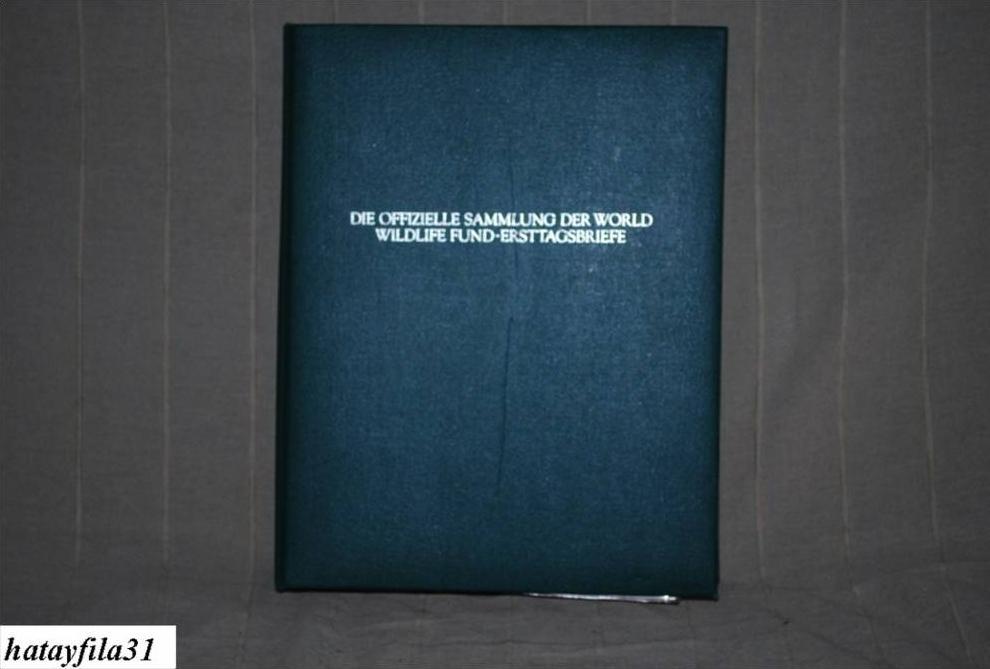 DIE OFFIZIELLE SAMMLUNG DER WORLD
WILDLIFE FUND-ERSTTAGSBRIEFE
hatayfila31